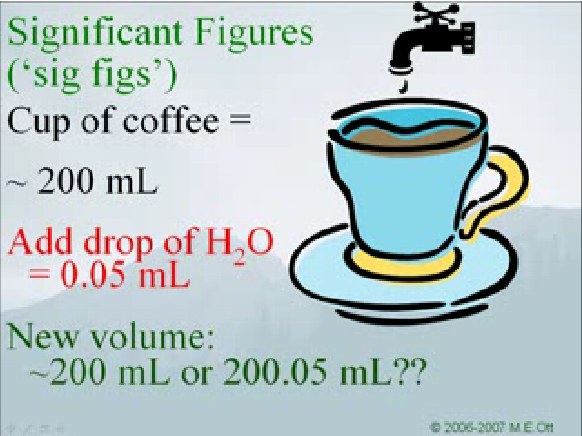 Significant Figures
('sig figs')
Cup of coffee =
~ 200 mL
Add drop of H₂O
= 0.05 mL
New volume:
~200 mL or 200.05 mL??
© 2006-2007 M.E.Ott